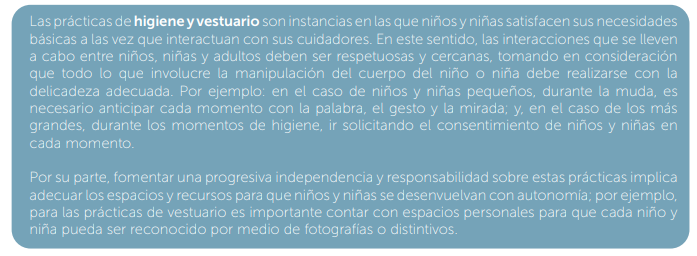 Las prácticas de higiene y vestuario son instancias en las que niños y niñas satisfacen sus necesidades
básicas a las vez que interactuan con sus cuidadores. En este sentido, las interacciones que se lleven
a cabo entre niños, niñas y adultos deben ser respetuosas y cercanas, tomando en consideración
que todo lo que involucre la manipulación del cuerpo del niño o niña debe realizarse con la
delicadeza adecuada. Por ejemplo: en el caso de niños y niñas pequeños, durante la muda, es
necesario anticipar cada momento con la palabra, el gesto y la mirada; y, en el caso de los más
grandes, durante los momentos de higiene, ir solicitando el consentimiento de niños y niñas en
cada momento.
Por su parte, fomentar una progresiva independencia y responsabilidad sobre estas prácticas implica
adecuar los espacios y recursos para que niños y niñas se desenvuelvan con autonomía; por ejemplo,
para las prácticas de vestuario es importante contar con espacios personales para que cada niño y
niña pueda ser reconocido por medio de fotografías o distintivos.